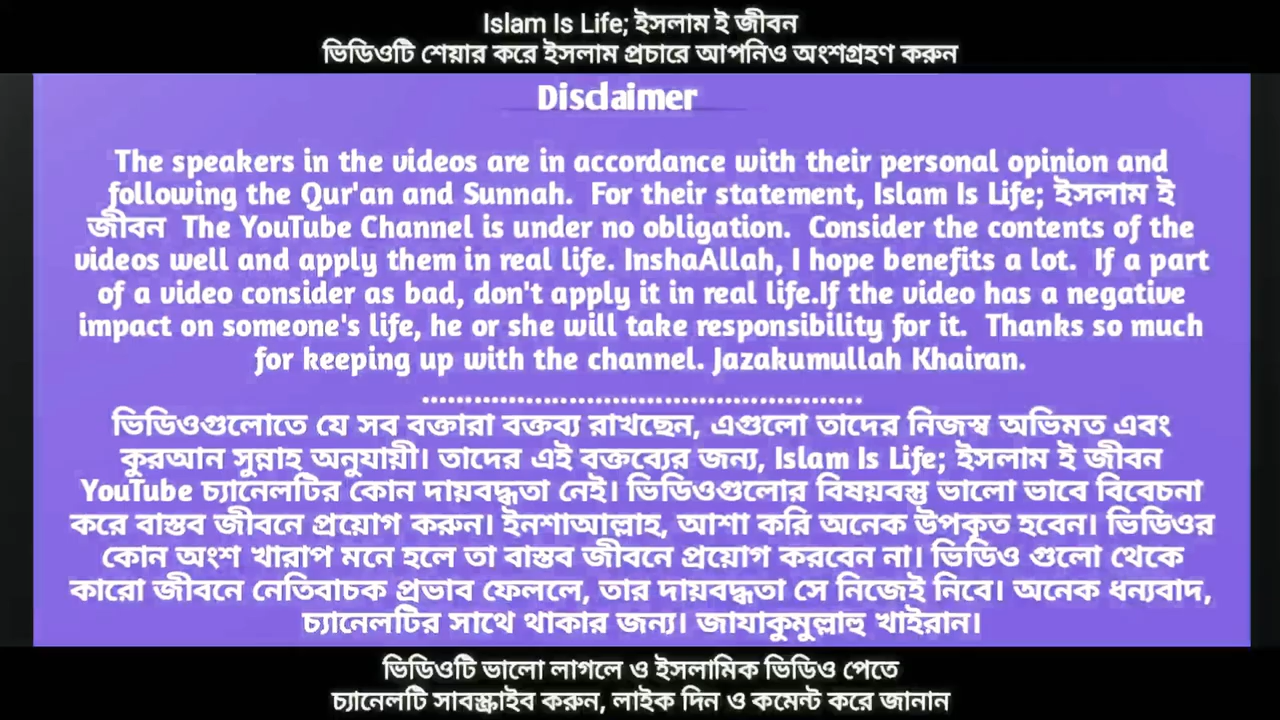 Islam Is Life; ইসলাম ই জীবন
ভিডিওটি শেয়ার করে ইসলাম প্রচারে আপনিও অংশগ্রহণ করুন
Disclaimer
The speakers in the videos are in accordance with their personal opinion and
following the Qur'an and Sunnah.  For their statement, Islam Is Life; ইসলাম ই
জীবন  The YouTube Channel is under no obligation.  Consider the contents of the
videos well and apply them in real life. InshaAllah, I hope benefits a lot.  If a part
of a video consider as bad, don't apply it in real life.If the video has a negative
impact on someone's life, he or she will take responsibility for it.  Thanks so much
for keeping up with the channel. Jazakumullah Khairan.
..................................................
ভিডিওগুলোতে যে সব বক্তারা বক্তব্য রাখছেন, এগুলো তাদের নিজস্ব অভিমত এবং
কুরআন সুন্নাহ অনুযায়ী। তাদের এই বক্তব্যের জন্য, Islam Is Life; ইসলাম ই জীবন
YouTube চ্যানেলটির কোন দায়বদ্ধতা নেই। ভিডিওগুলোর বিষয়বস্তু ভালো ভাবে বিবেচনা
করে বাস্তব জীবনে প্রয়োগ করুন। ইনশাআল্লাহ, আশা করি অনেক উপকৃত হবেন। ভিডিওর
কোন অংশ খারাপ মনে হলে তা বাস্তব জীবনে প্রয়োগ করবেন না। ভিডিও গুলো থেকে
কারো জীবনে নেতিবাচক প্রভাব ফেললে, তার দায়বদ্ধতা সে নিজেই নিবে। অনেক ধন্যবাদ,
চ্যানেলটির সাথে থাকার জন্য। জাযাকুমুল্লাহু খাইরান।
ভিডিওটি ভালো লাগলে ও ইসলামিক ভিডিও পেতে
চ্যানেলটি সাবস্ক্রাইব করুন, লাইক দিন ও কমেন্ট করে জানান